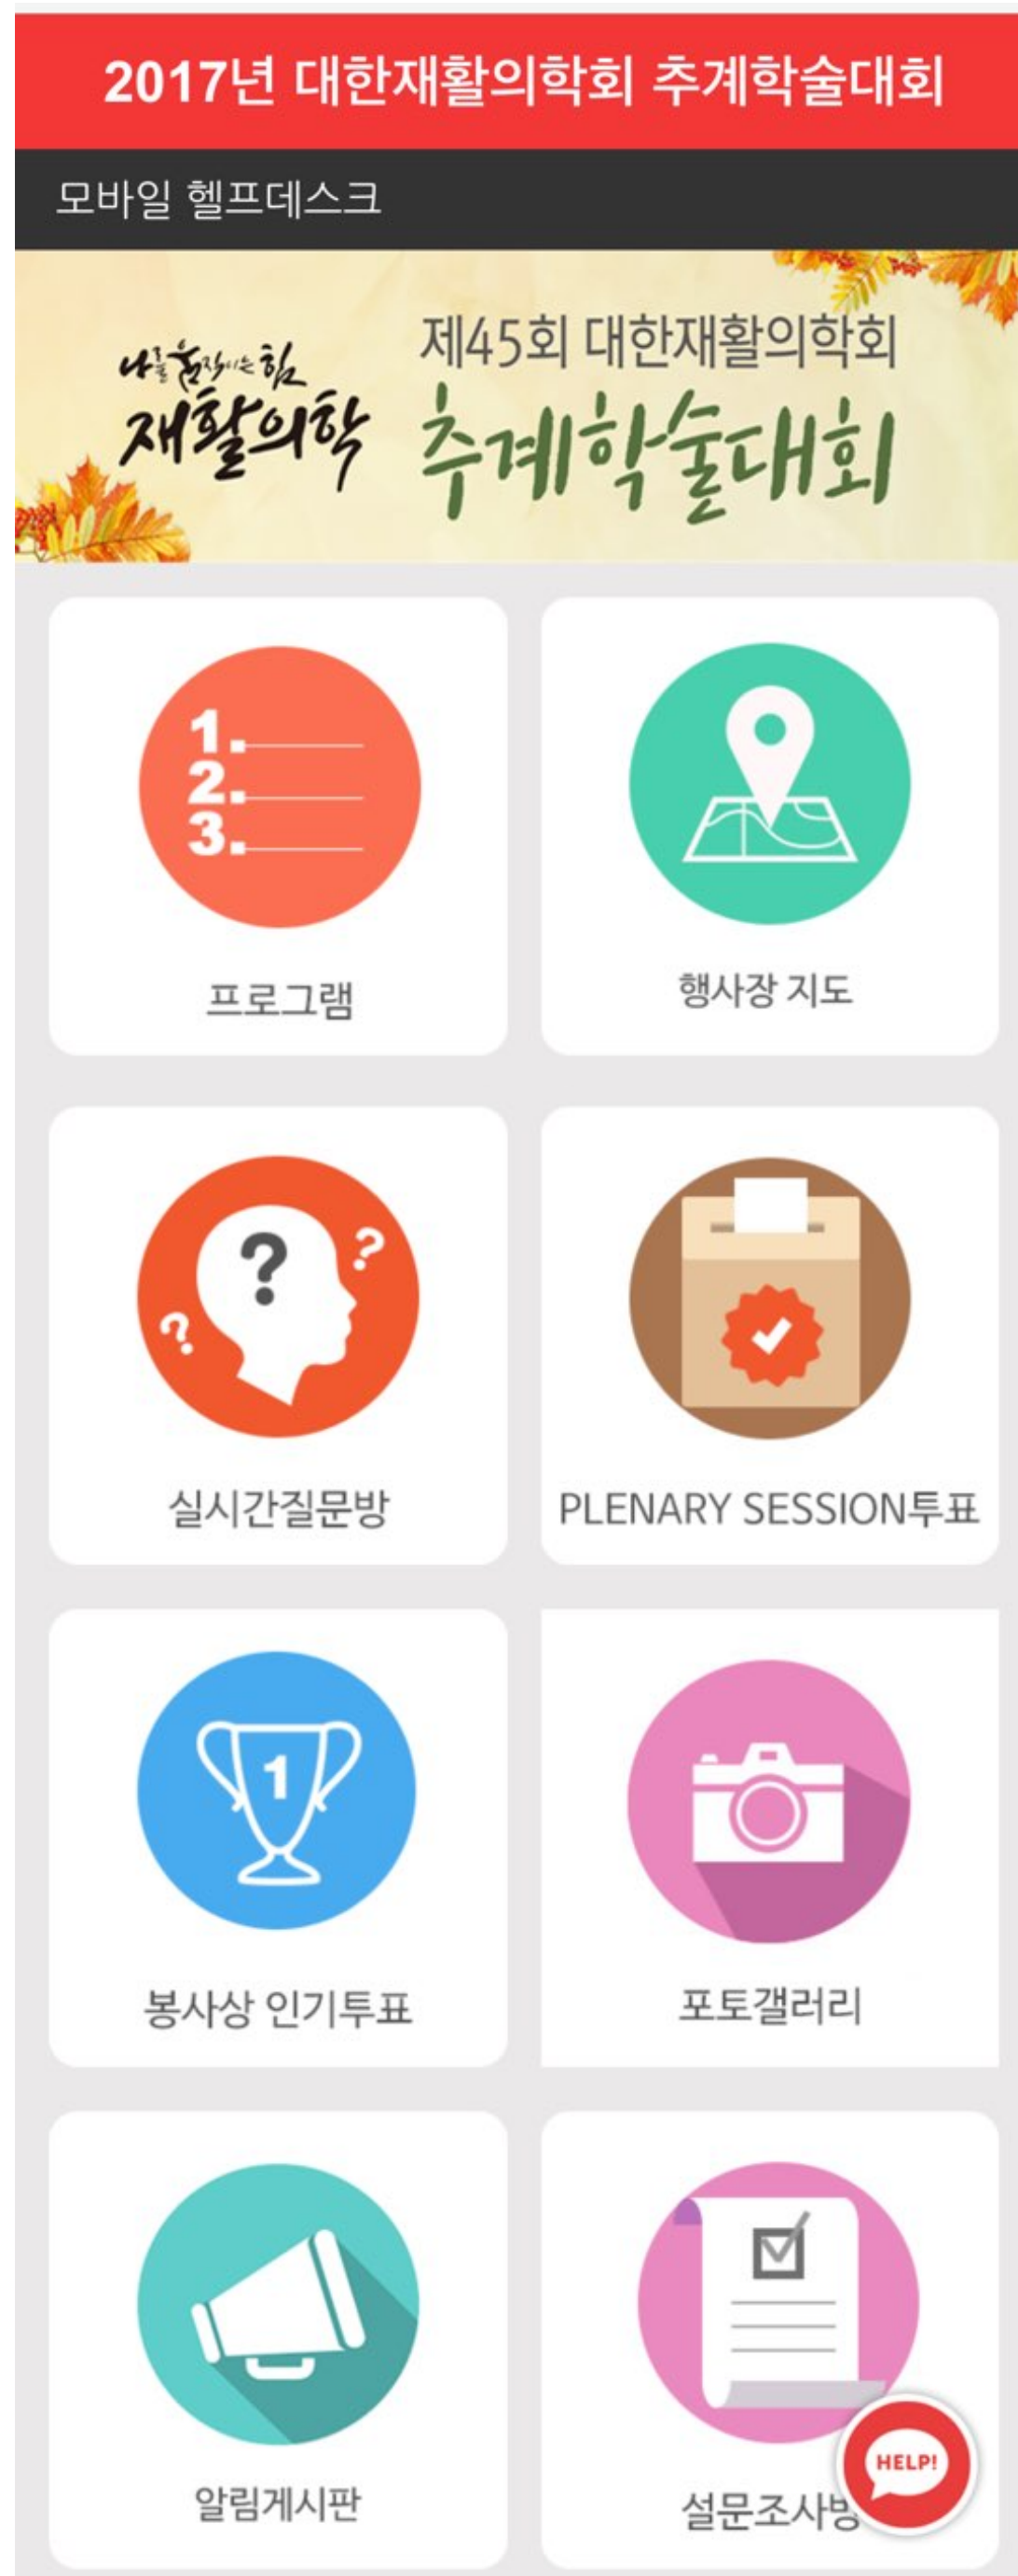 2017년 대한재활의학회 추계학술대회
모바일 헬프데스크
나를 움직이는 힘
재활의학
제45회 대한재활의학회
추계학술대회
1.
2.
3.
프로그램
행사장 지도
?
?
?
실시간질문방
PLENARY SESSION투표
1
봉사상 인기투표
포토갤러리
알림게시판
설문조사방
HELP!